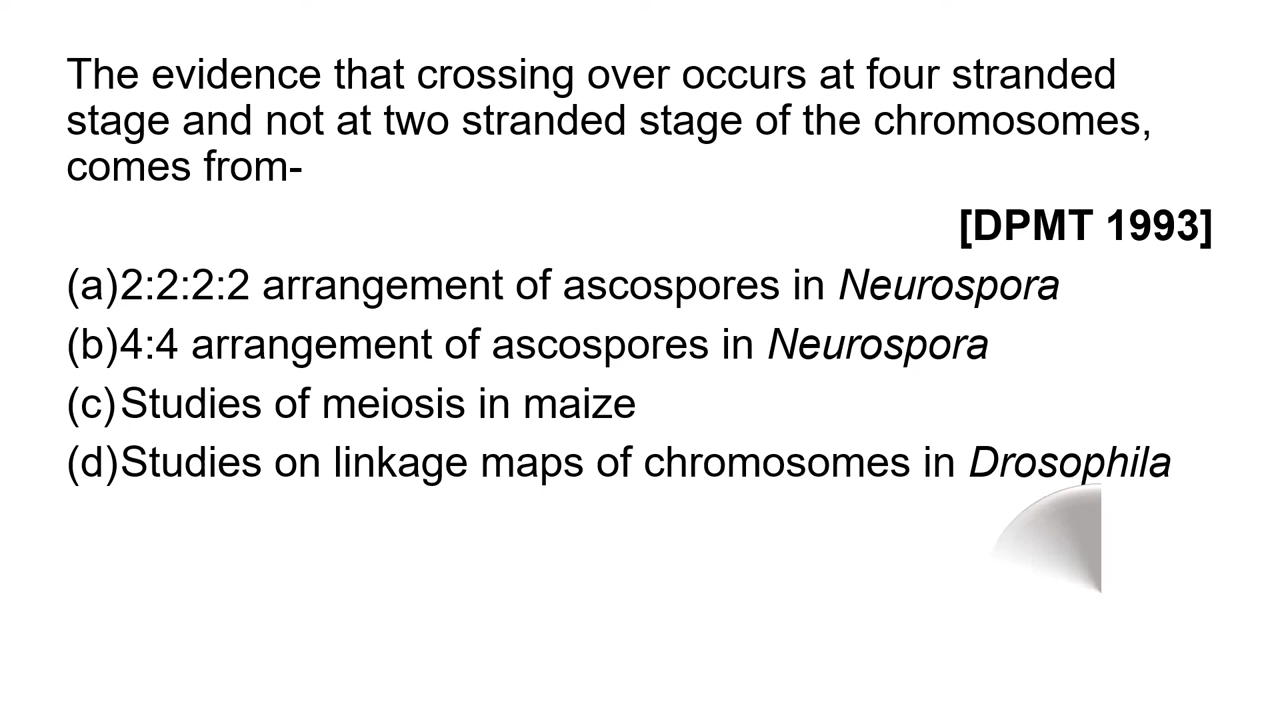 The evidence that crossing over occurs at four stranded
stage and not at two stranded stage of the chromosomes,
comes from-
[DPMT 1993]
(a)2:2:2:2 arrangement of ascospores in Neurospora
(b)4:4 arrangement of ascospores in Neurospora
(c)Studies of meiosis in maize
(d)Studies on linkage maps of chromosomes in Drosophila